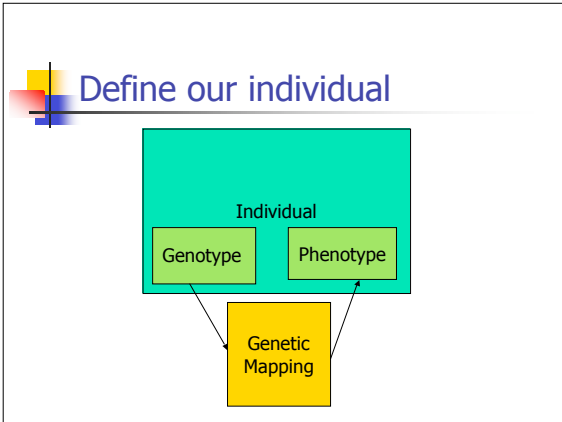 Define our individual
Individual
Genotype
Phenotype
Genetic
Mapping